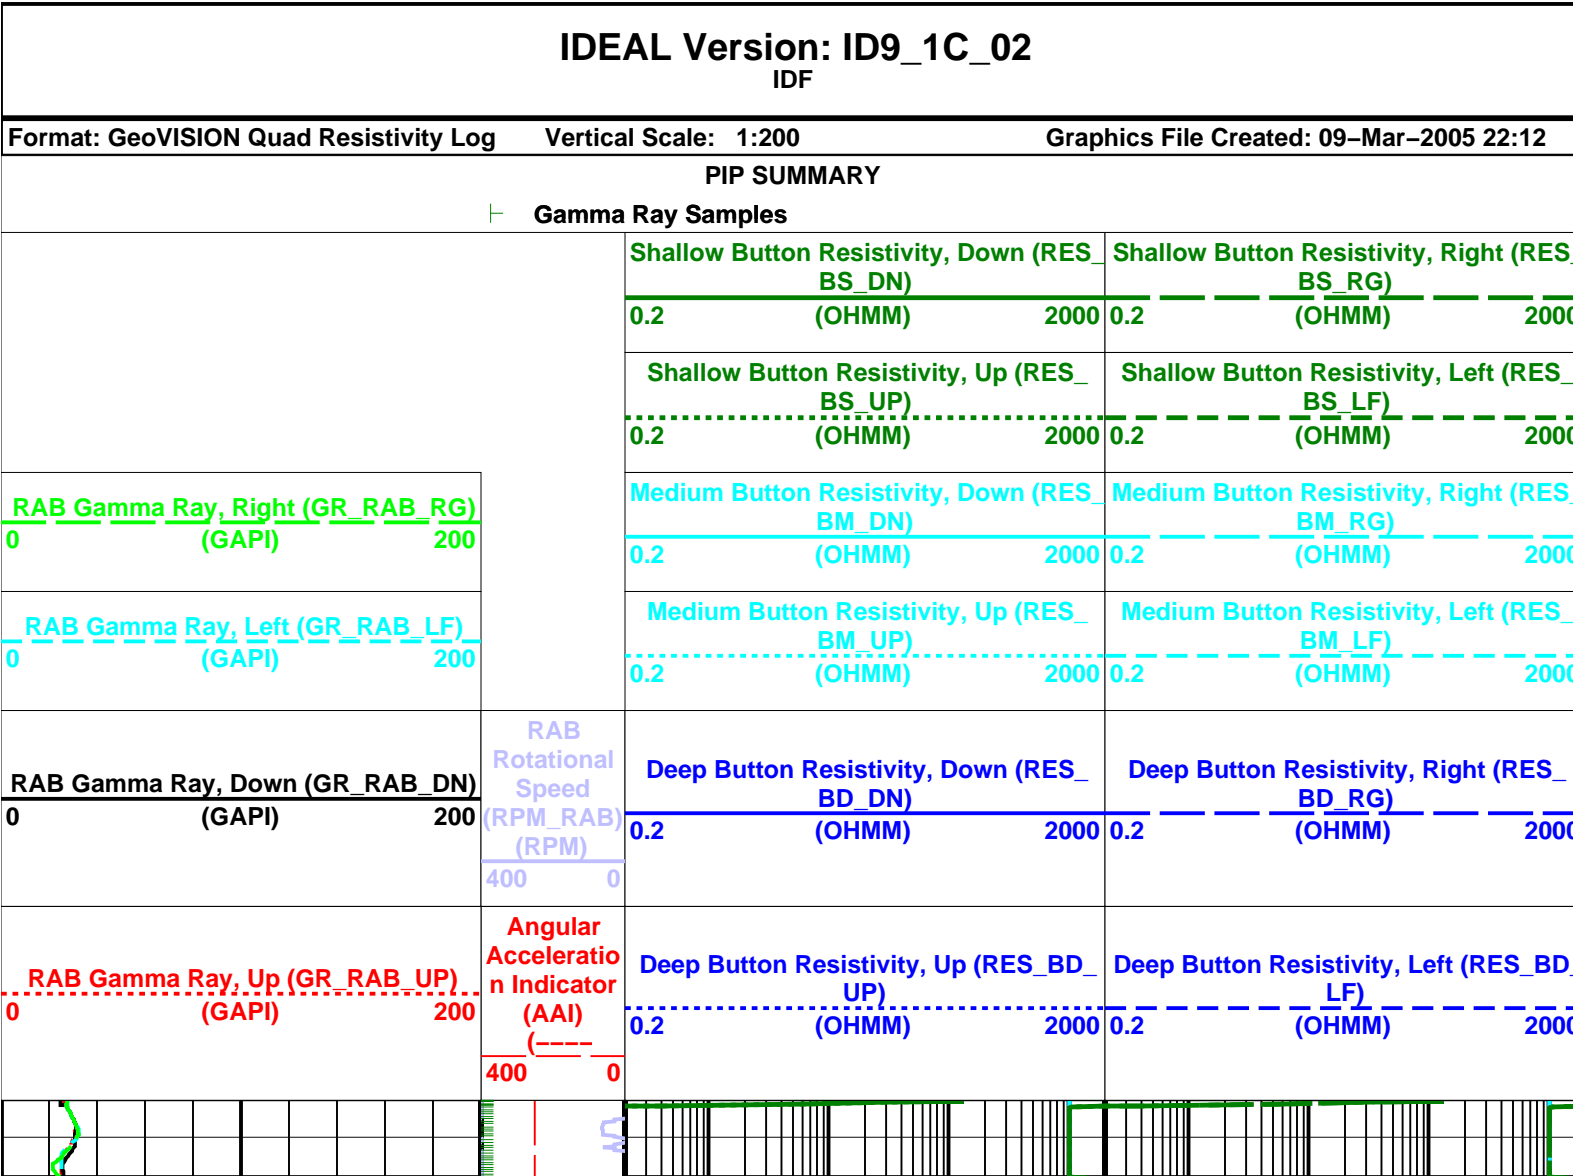 IDEAL Version: ID9_1C_02
IDF
Format: GeoVISION Quad Resistivity Log Vertical Scale: 1:200 Graphics File Created: 09–Mar–2005 22:12
PIP SUMMARY
Gamma Ray Samples
Shallow Button Resistivity, Down (RES_
BS_DN)
0.2 (OHMM) 2000
Shallow Button Resistivity, Right (RES_
BS_RG)
0.2 (OHMM) 2000
Shallow Button Resistivity, Up (RES_
BS_UP)
0.2 (OHMM) 2000
Shallow Button Resistivity, Left (RES_
BS_LF)
0.2 (OHMM) 2000
RAB Gamma Ray, Right (GR_RAB_RG)
0 (GAPI) 200
Medium Button Resistivity, Down (RES_
BM_DN)
0.2 (OHMM) 2000
Medium Button Resistivity, Right (RES_
BM_RG)
0.2 (OHMM) 2000
RAB Gamma Ray, Left (GR_RAB_LF)
0 (GAPI) 200
Medium Button Resistivity, Up (RES_
BM_UP)
0.2 (OHMM) 2000
Medium Button Resistivity, Left (RES_
BM_LF)
0.2 (OHMM) 2000
RAB Gamma Ray, Down (GR_RAB_DN)
0 (GAPI) 200
RAB
Rotational
Speed
(RPM_RAB)
(RPM)
400 0
Deep Button Resistivity, Down (RES_
BD_DN)
0.2 (OHMM) 2000
Deep Button Resistivity, Right (RES_
BD_RG)
0.2 (OHMM) 2000
RAB Gamma Ray, Up (GR_RAB_UP)
0 (GAPI) 200
Angular
Acceleratio
n Indicator
(AAI)
(––––
400 0
Deep Button Resistivity, Up (RES_BD_
UP)
0.2 (OHMM) 2000
Deep Button Resistivity, Left (RES_BD_
LF)
0.2 (OHMM) 2000